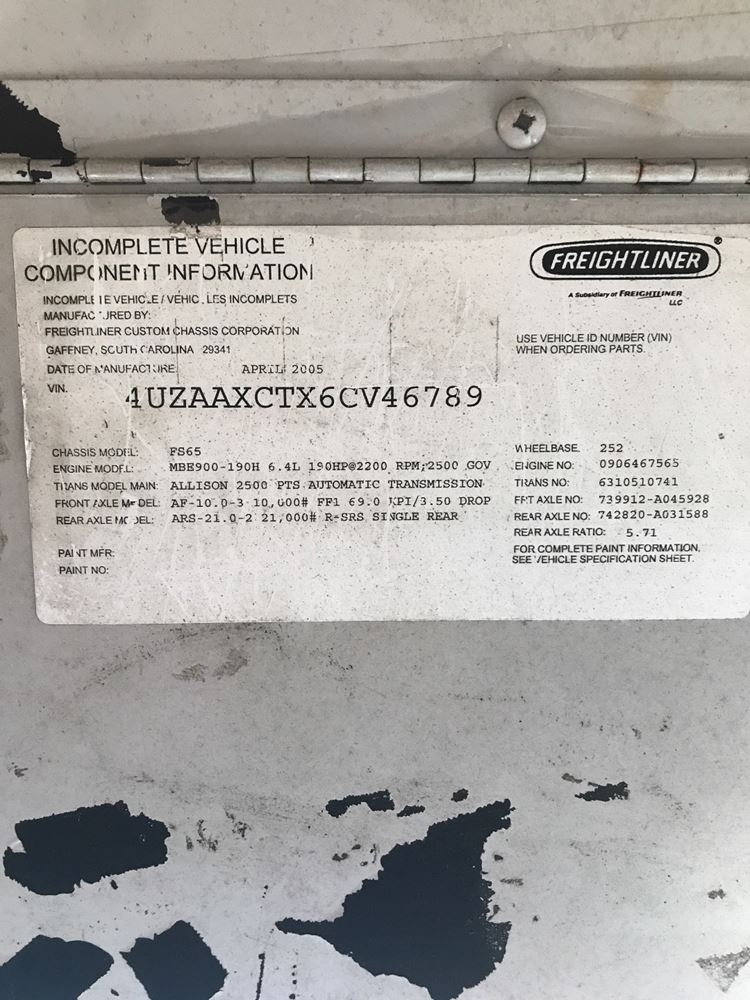 INCOMPLETE VEHICLE
COMPONENT INFORMATION
INCOMPLETE VEHICLE / VEHICULES INCOMPLETS
MANUFACTURED BY:
FREIGHTLINER CUSTOM CHASSIS CORPORATION
GAFFNEY, SOUTH CAROLINA 29341
DATE OF MANUFACTURE: APRIL 2005
VIN. 4UZAAXCTX6CV46789
FREIGHTLINER®
A Subsidiary of FREIGHTLINER
LLC
USE VEHICLE ID NUMBER (VIN)
WHEN ORDERING PARTS.
CHASSIS MODEL: FS65
ENGINE MODEL: MBE900-190H 6.4L 190HP@2200 RPM;2500 GOV
TRANS MODEL MAIN: ALLISON 2500 PTS AUTOMATIC TRANSMISSION
FRONT AXLE MODEL: AF-10.0-3 10,000# FF1 69.0 KPI/3.50 DROP
REAR AXLE MODEL: ARS-21.0-2 21,000# R-SRS SINGLE REAR
PAINT MFR:
PAINT NO:
WHEELBASE. 252
ENGINE NO: 0906467565
TRANS NO: 6310510741
FRT AXLE NO: 739912-A045928
REAR AXLE NO: 742820-A031588
REAR AXLE RATIO: 5.71
FOR COMPLETE PAINT INFORMATION,
SEE VEHICLE SPECIFICATION SHEET.